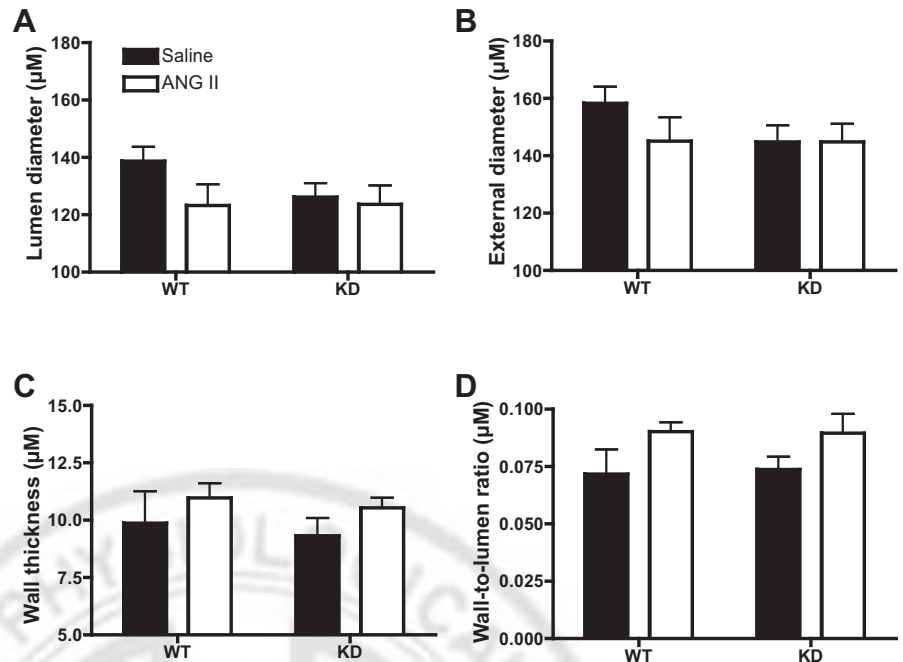 A
Lumen diameter (µM)
180
160
140
120
100
Saline
ANG II
WT
KD
B
External diameter (µM)
180
160
140
120
100
WT
KD
C
Wall thickness (µM)
15.0
12.5
10.0
7.5
5.0
WT
KD
D
Wall-to-lumen ratio (µM)
0.100
0.075
0.050
0.025
0.000
WT
KD